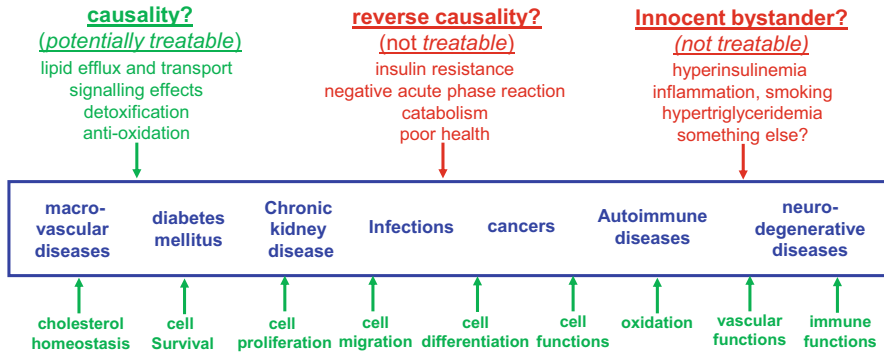 causality?
(potentially treatable)
lipid efflux and transport
signalling effects
detoxification
anti-oxidation
reverse causality?
(not treatable)
insulin resistance
negative acute phase reaction
catabolism
poor health
Innocent bystander?
(not treatable)
hyperinsulinemia
inflammation, smoking
hypertriglyceridemia
something else?
macro-
vascular
diseases
diabetes
mellitus
Chronic
kidney
disease
Infections
cancers
Autoimmune
diseases
neuro-
degenerative
diseases
cholesterol
homeostasis
cell
Survival
cell
proliferation
cell
migration
cell
differentiation
cell
functions
oxidation
vascular
functions
immune
functions